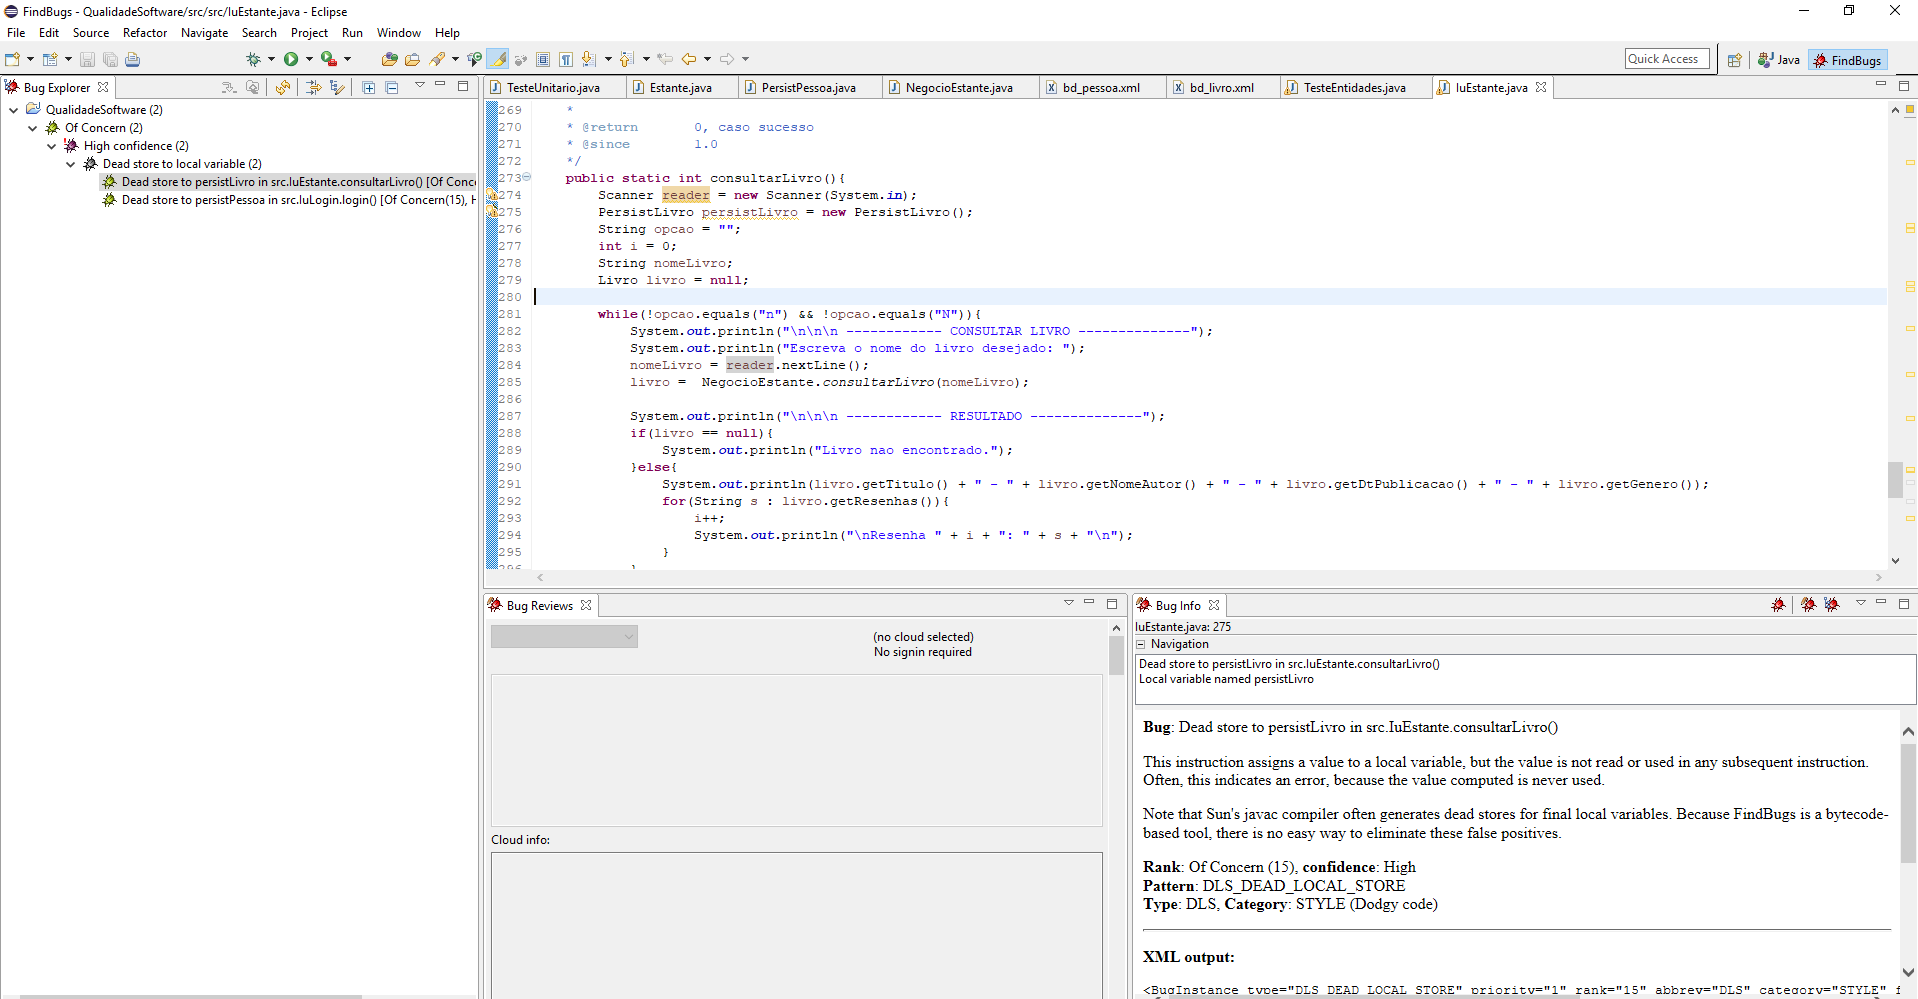 FindBugs - QualidadeSoftware/src/src/IuEstante.java - Eclipse
File Edit Source Refactor Navigate Search Project Run Window Help
Quick Access
Java
FindBugs
Bug Explorer
QualidadeSoftware (2)
Of Concern (2)
High confidence (2)
Dead store to local variable (2)
Dead store to persistLivro in src.IuEstante.consultarLivro() [Of Conc
Dead store to persistPessoa in src.IuLogin.login() [Of Concern(15), H
TesteUnitario.java Estante.java PersistPessoa.java NegocioEstante.java bd_pessoa.xml bd_livro.xml TesteEntidades.java IuEstante.java
269 *
270 * @return 0, caso sucesso
271 * @since 1.0
272 */
273 public static int consultarLivro(){
274 Scanner reader = new Scanner(System.in);
275 PersistLivro persistLivro = new PersistLivro();
276 String opcao = "";
277 int i = 0;
278 String nomeLivro;
279 Livro livro = null;
280
281 while(!opcao.equals("n") && !opcao.equals("N")){
282 System.out.println("\n\n\n ------------ CONSULTAR LIVRO --------------");
283 System.out.println("Escreva o nome do livro desejado: ");
284 nomeLivro = reader.nextLine();
285 livro = NegocioEstante.consultarLivro(nomeLivro);
286
287 System.out.println("\n\n\n ------------ RESULTADO --------------");
288 if(livro == null){
289 System.out.println("Livro nao encontrado.");
290 }else{
291 System.out.println(livro.getTitulo() + " - " + livro.getNomeAutor() + " - " + livro.getDtPublicacao() + " - " + livro.getGenero());
292 for(String s : livro.getResenhas()){
293 i++;
294 System.out.println("\nResenha " + i + ": " + s + "\n");
295 }
296 }
Bug Reviews
(no cloud selected)
No signin required
Cloud info:
Bug Info
IuEstante.java: 275
Navigation
Dead store to persistLivro in src.IuEstante.consultarLivro()
Local variable named persistLivro
Bug: Dead store to persistLivro in src.IuEstante.consultarLivro()
This instruction assigns a value to a local variable, but the value is not read or used in any subsequent instruction.
Often, this indicates an error, because the value computed is never used.
Note that Sun's javac compiler often generates dead stores for final local variables. Because FindBugs is a bytecode-
based tool, there is no easy way to eliminate these false positives.
Rank: Of Concern (15), confidence: High
Pattern: DLS_DEAD_LOCAL_STORE
Type: DLS, Category: STYLE (Dodgy code)
XML output:
<BugInstance type="DLS_DEAD_LOCAL_STORE" priority="1" rank="15" abbrev="DLS" category="STYLE" f